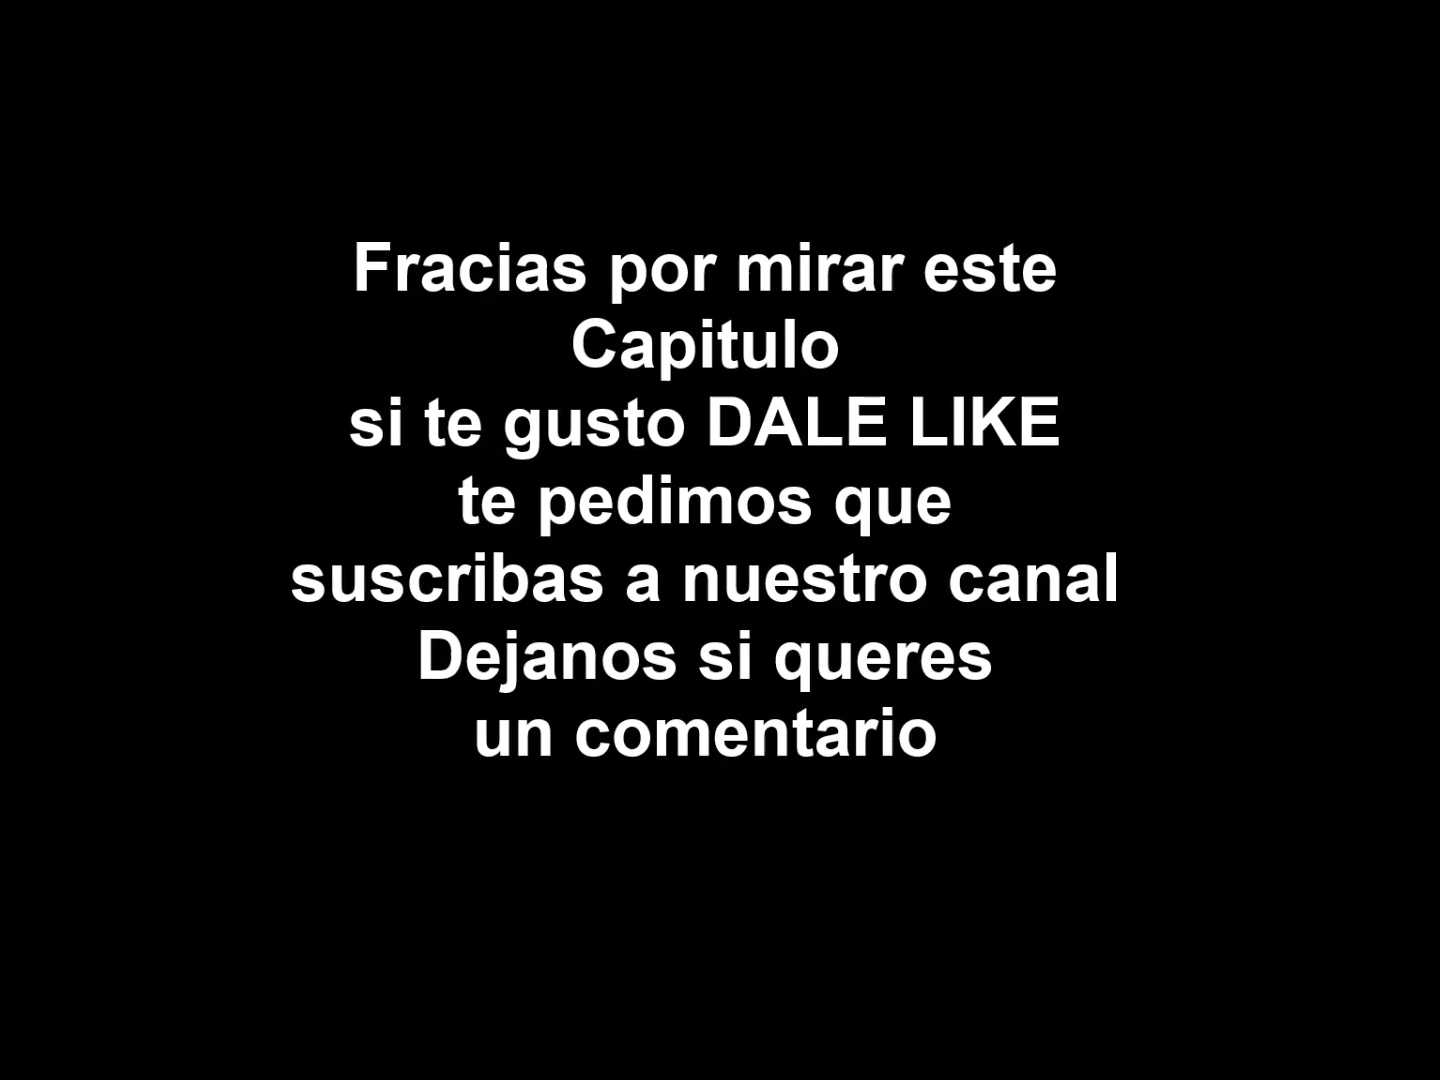 Fracias por mirar este
Capitulo
si te gusto DALE LIKE
te pedimos que
suscribas a nuestro canal
Dejanos si queres
un comentario